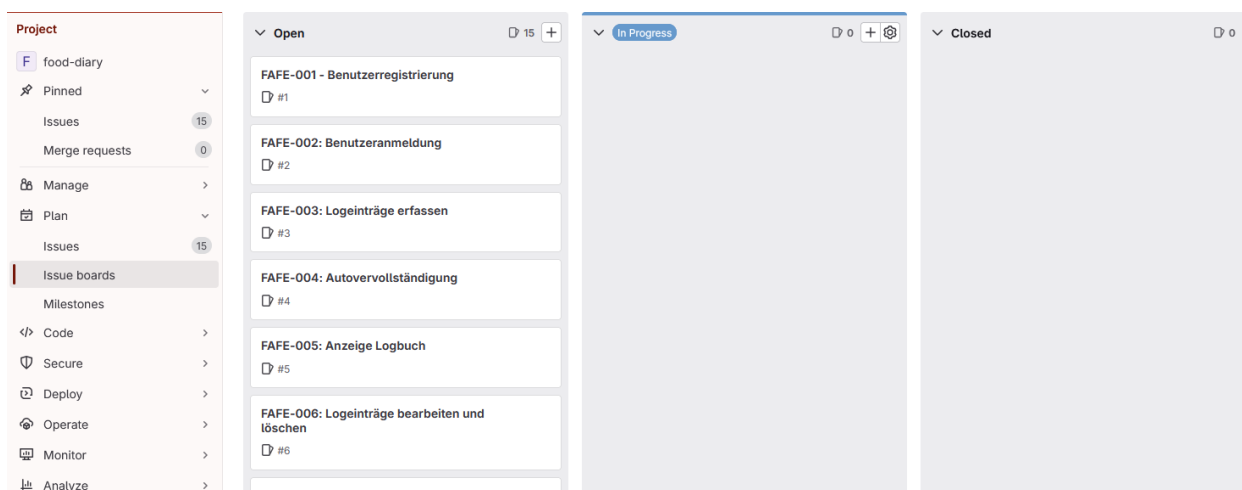 Project
F food-diary
Pinned
Issues 15
Merge requests 0
Manage
Plan
Issues 15
Issue boards
Milestones
Code
Secure
Deploy
Operate
Monitor
Analyze
Open 15
FAFE-001 - Benutzerregistrierung
#1
FAFE-002: Benutzeranmeldung
#2
FAFE-003: Logeinträge erfassen
#3
FAFE-004: Autovervollständigung
#4
FAFE-005: Anzeige Logbuch
#5
FAFE-006: Logeinträge bearbeiten und
löschen
#6
In Progress 0
Closed 0